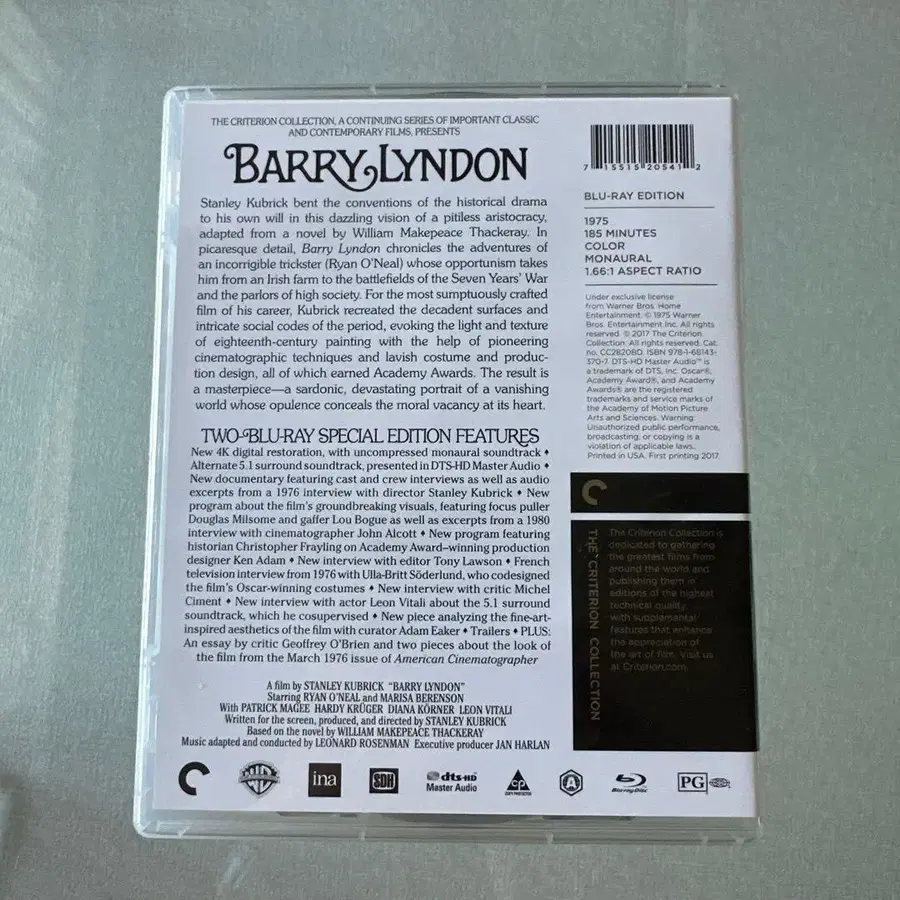 THE CRITERION COLLECTION, A CONTINUING SERIES OF IMPORTANT CLASSIC
AND CONTEMPORARY FILMS, PRESENTS
BARRY LYNDON
Stanley Kubrick bent the conventions of the historical drama
to his own will in this dazzling vision of a pitiless aristocracy,
adapted from a novel by William Makepeace Thackeray. In
picaresque detail, Barry Lyndon chronicles the adventures of
an incorrigible trickster (Ryan O'Neal) whose opportunism takes
him from an Irish farm to the battlefields of the Seven Years' War
and the parlors of high society. For the most sumptuously crafted
film of his career, Kubrick recreated the decadent surfaces and
intricate social codes of the period, evoking the light and texture
of eighteenth-century painting with the help of pioneering
cinematographic techniques and lavish costume and produc-
tion design, all of which earned Academy Awards. The result is
a masterpiece—a sardonic, devastating portrait of a vanishing
world whose opulence conceals the moral vacancy at its heart.
TWO-BLU-RAY SPECIAL EDITION FEATURES
New 4K digital restoration, with uncompressed monaural soundtrack ♦
Alternate 5.1 surround soundtrack, presented in DTS-HD Master Audio ♦
New documentary featuring cast and crew interviews as well as audio
excerpts from a 1976 interview with director Stanley Kubrick ♦ New
program about the film's groundbreaking visuals, featuring focus puller
Douglas Milsome and gaffer Lou Bogue as well as excerpts from a 1980
interview with cinematographer John Alcott ♦ New program featuring
historian Christopher Frayling on Academy Award–winning production
designer Ken Adam ♦ New interview with editor Tony Lawson ♦ French
television interview from 1976 with Ulla-Britt Söderlund, who codesigned
the film's Oscar-winning costumes ♦ New interview with critic Michel
Ciment ♦ New interview with actor Leon Vitali about the 5.1 surround
soundtrack, which he cosupervised ♦ New piece analyzing the fine-art-
inspired aesthetics of the film with curator Adam Eaker ♦ Trailers ♦ PLUS:
An essay by critic Geoffrey O'Brien and two pieces about the look of
the film from the March 1976 issue of American Cinematographer
A film by STANLEY KUBRICK "BARRY LYNDON"
Starring RYAN O'NEAL and MARISA BERENSON
With PATRICK MAGEE HARDY KRÜGER DIANA KÖRNER LEON VITALI
Written for the screen, produced, and directed by STANLEY KUBRICK
Based on the novel by WILLIAM MAKEPEACE THACKERAY
Music adapted and conducted by LEONARD ROSENMAN Executive producer JAN HARLAN
7 15515 20541 2
BLU-RAY EDITION
1975
185 MINUTES
COLOR
MONAURAL
1.66:1 ASPECT RATIO
Under exclusive license
from Warner Bros. Home
Entertainment. © 1975 Warner
Bros. Entertainment Inc. All rights
reserved. © 2017 The Criterion
Collection. All rights reserved. Cat.
no. CC2820BD. ISBN 978-1-68143-
370-7. DTS-HD Master Audio™ is
a trademark of DTS, Inc. Oscar®,
Academy Award®, and Academy
Awards® are the registered
trademarks and service marks of
the Academy of Motion Picture
Arts and Sciences. Warning:
Unauthorized public performance,
broadcasting, or copying is a
violation of applicable laws.
Printed in USA. First printing 2017.
THE CRITERION COLLECTION
The Criterion Collection is
dedicated to gathering
the greatest films from
around the world and
publishing them in
editions of the highest
technical quality,
with supplemental
features that enhance
the appreciation of
the art of film. Visit us
at Criterion.com.
WB
ina
SDH
dts-HD
Master Audio
CP
COPY PROTECTED
A
Blu-ray Disc
PG